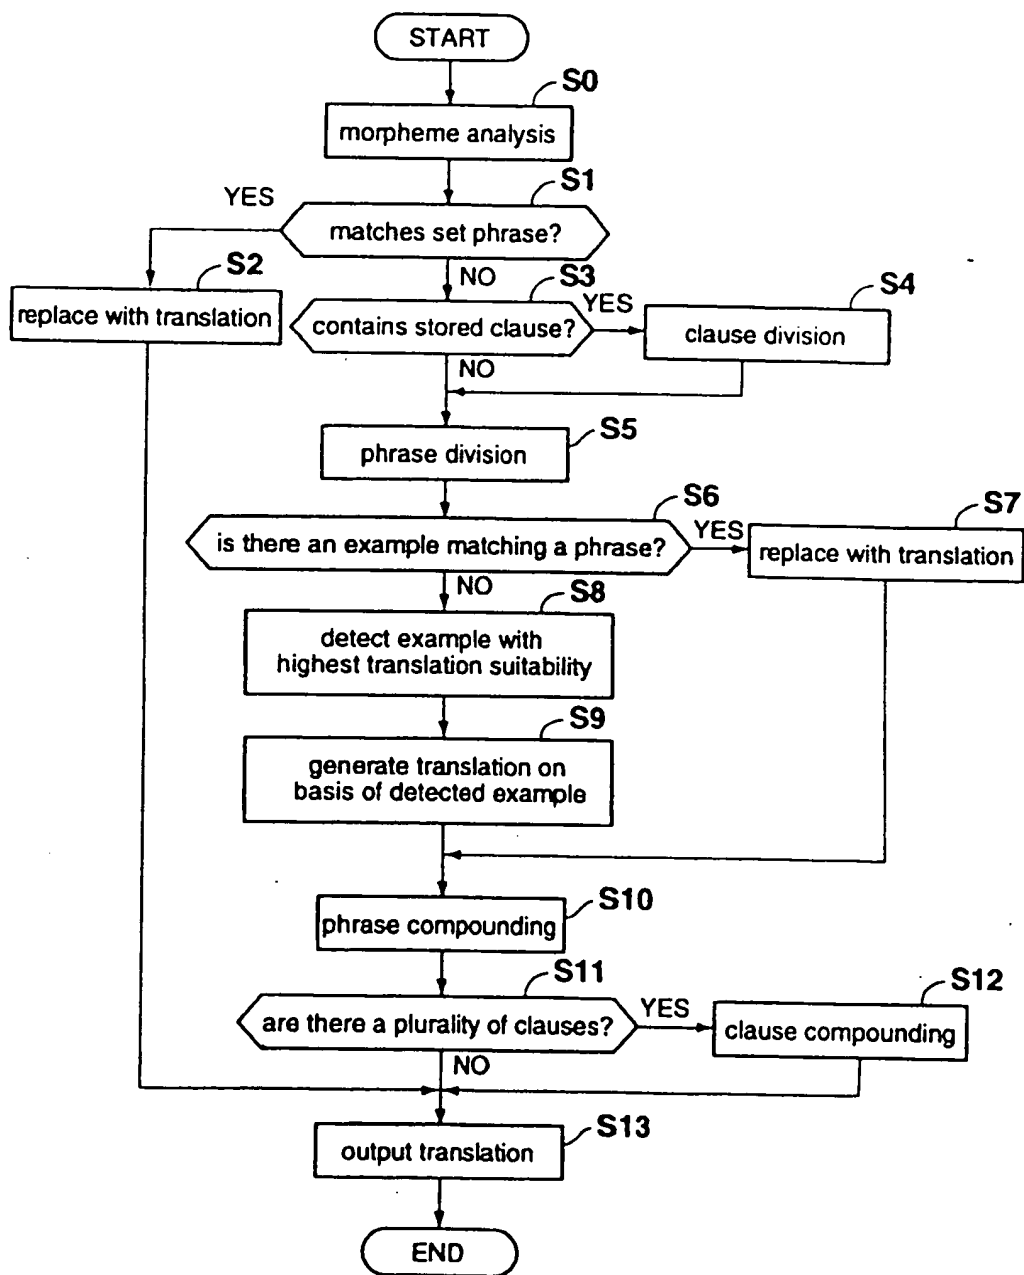 START
S0
morpheme analysis
S1
YES
matches set phrase?
NO
S2
replace with translation
S3
contains stored clause?
YES
S4
clause division
NO
S5
phrase division
S6
is there an example matching a phrase?
YES
S7
replace with translation
NO
S8
detect example with
highest translation suitability
S9
generate translation on
basis of detected example
S10
phrase compounding
S11
are there a plurality of clauses?
YES
S12
clause compounding
NO
S13
output translation
END